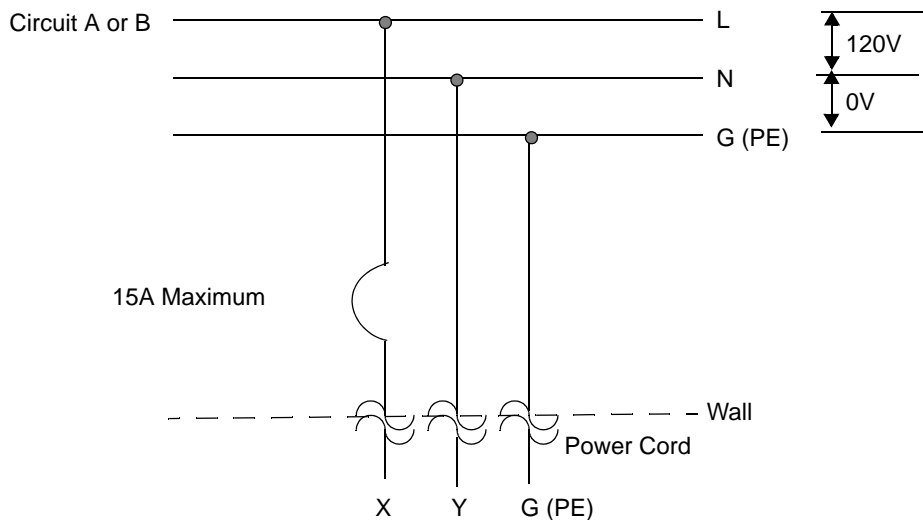 Circuit A or B
L
120V
N
0V
G (PE)
15A Maximum
Wall
Power Cord
X Y G (PE)